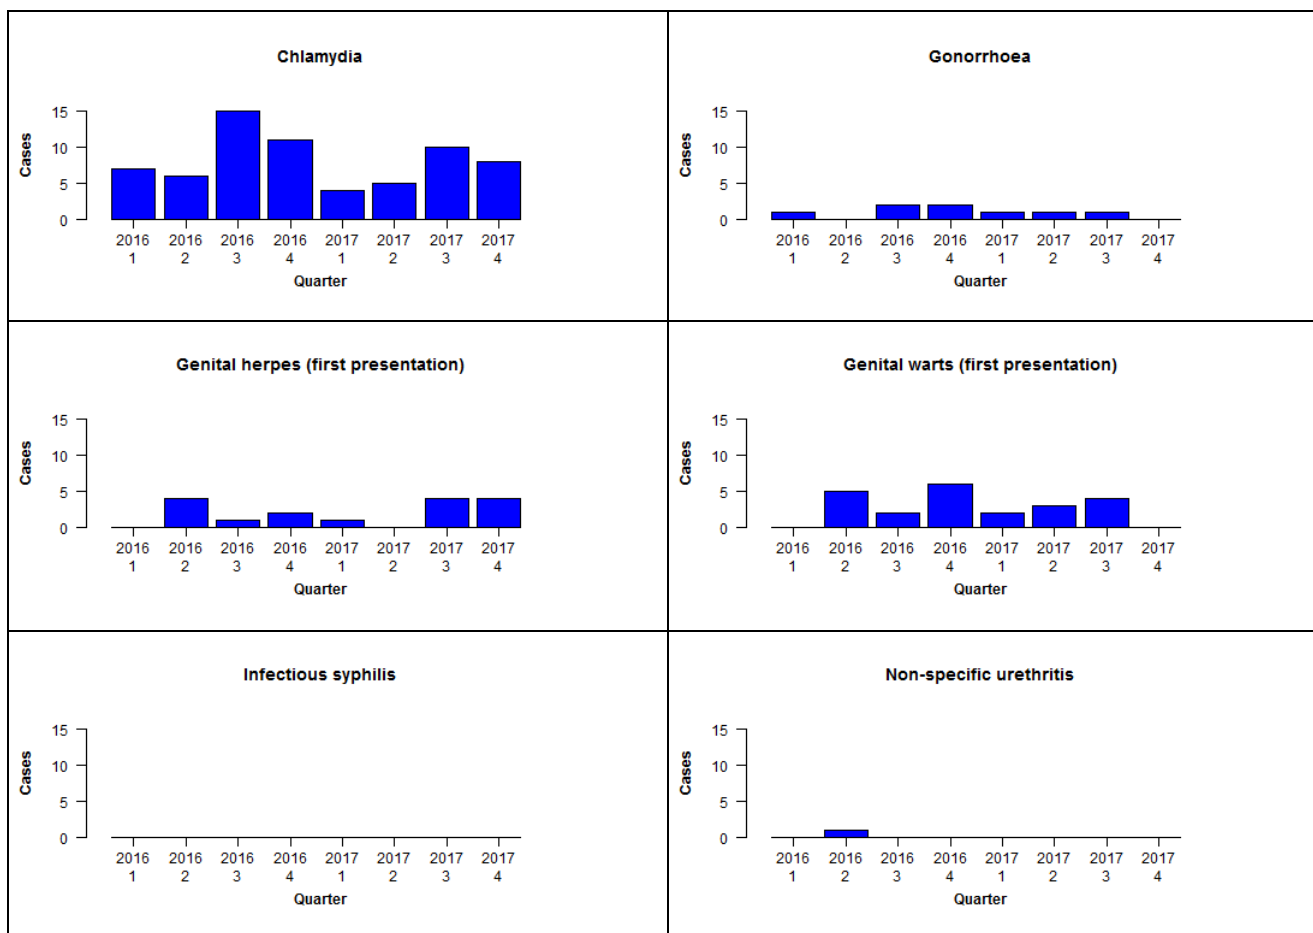 Chlamydia
Cases
15
10
5
0
2016 2016 2016 2016 2017 2017 2017 2017
1 2 3 4 1 2 3 4
Quarter
Gonorrhoea
Cases
15
10
5
0
2016 2016 2016 2016 2017 2017 2017 2017
1 2 3 4 1 2 3 4
Quarter
Genital herpes (first presentation)
Cases
15
10
5
0
2016 2016 2016 2016 2017 2017 2017 2017
1 2 3 4 1 2 3 4
Quarter
Genital warts (first presentation)
Cases
15
10
5
0
2016 2016 2016 2016 2017 2017 2017 2017
1 2 3 4 1 2 3 4
Quarter
Infectious syphilis
Cases
15
10
5
0
2016 2016 2016 2016 2017 2017 2017 2017
1 2 3 4 1 2 3 4
Quarter
Non-specific urethritis
Cases
15
10
5
0
2016 2016 2016 2016 2017 2017 2017 2017
1 2 3 4 1 2 3 4
Quarter